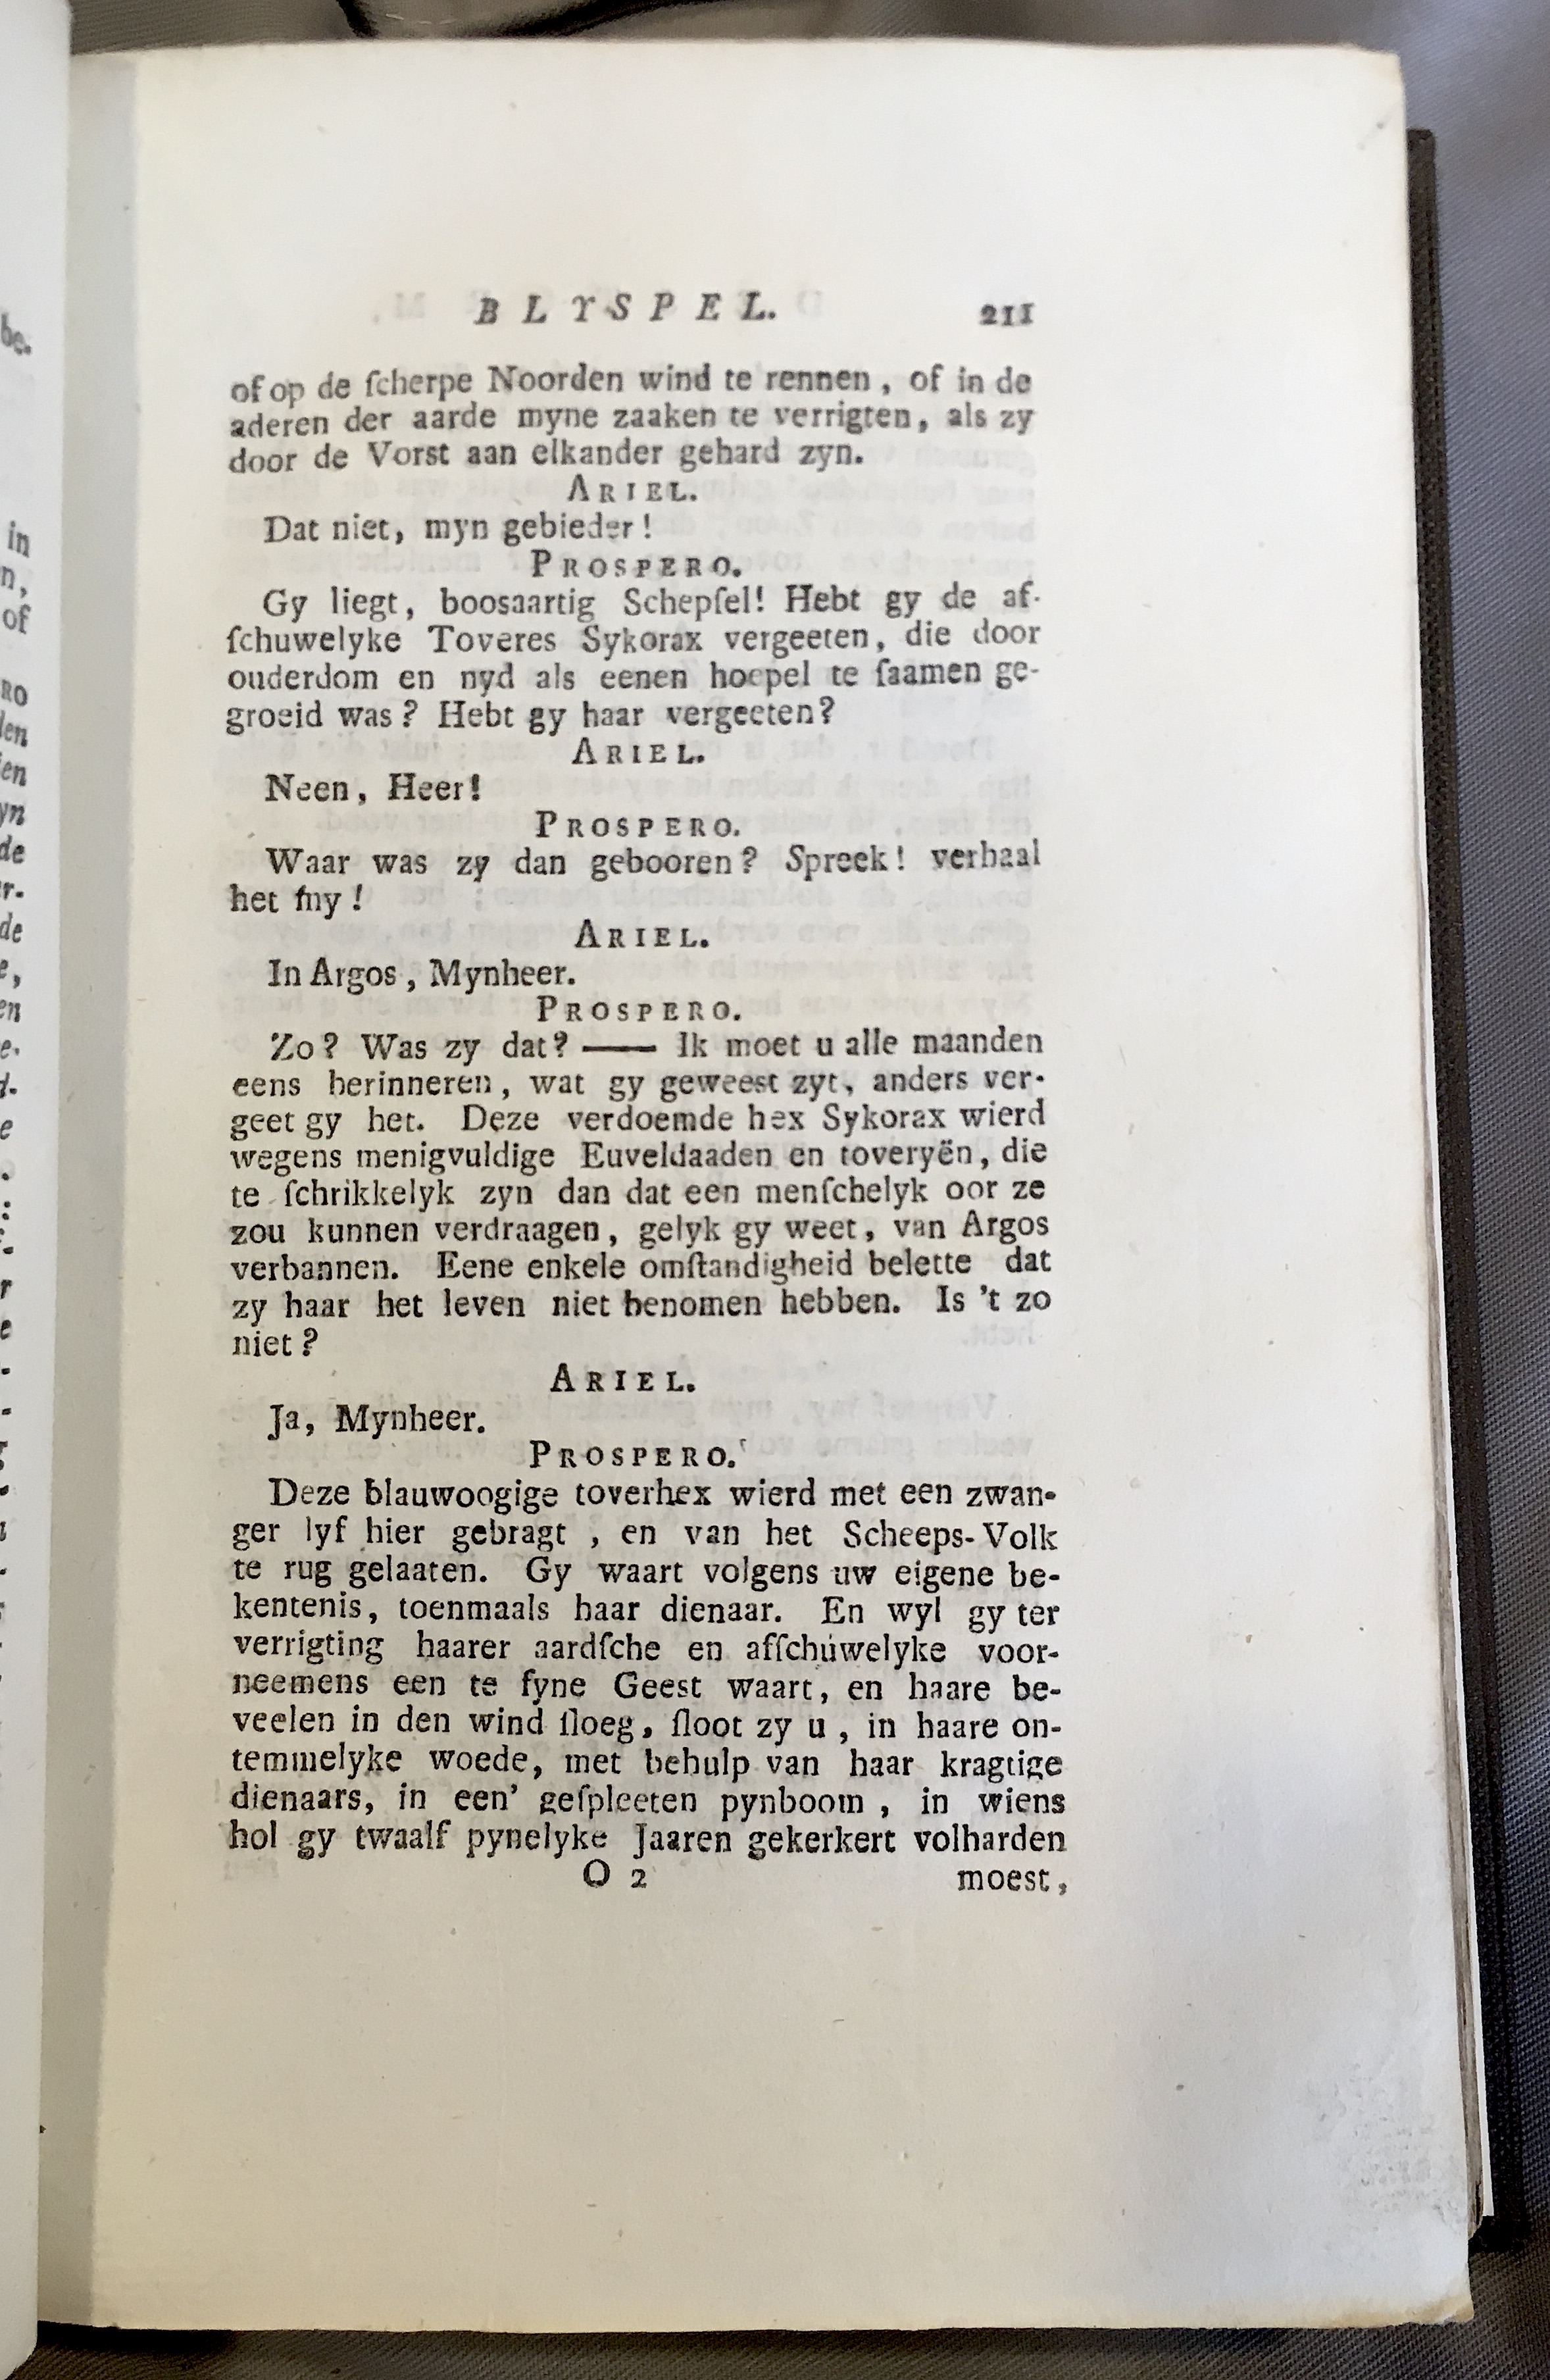 BLYSPEL. 211
of op de ſcherpe Noorden wind te rennen, of in de
aderen der aarde myne zaaken te verrigten, als zy
door de Vorst aan elkander gehard zyn.
ARIEL.
Dat niet, myn gebieder!
PROSPERO.
Gy liegt, boosaartig Schepſel! Hebt gy de af-
ſchuwelyke Toveres Sykorax vergeeten, die door
ouderdom en nyd als eenen hoepel te ſaamen ge-
groeid was? Hebt gy haar vergeeten?
ARIEL.
Neen, Heer!
PROSPERO.
Waar was zy dan gebooren? Spreek! verhaal
het my!
ARIEL.
In Argos, Mynheer.
PROSPERO.
Zo? Was zy dat? —— Ik moet u alle maanden
eens herinneren, wat gy geweest zyt, anders ver-
geet gy het. Deze verdoemde hex Sykorax wierd
wegens menigvuldige Euveldaaden en toveryën, die
te ſchrikkelyk zyn dan dat een menſchelyk oor ze
zou kunnen verdraagen, gelyk gy weet, van Argos
verbannen. Eene enkele omſtandigheid belette dat
zy haar het leven niet benomen hebben. Is 't zo
niet?
ARIEL.
Ja, Mynheer.
PROSPERO.
Deze blauwoogige toverhex wierd met een zwan-
ger lyf hier gebragt, en van het Scheeps-Volk
te rug gelaaten. Gy waart volgens uw eigene be-
kentenis, toenmaals haar dienaar. En wyl gy ter
verrigting haarer aardſche en afſchuwelyke voor-
neemens een te fyne Geest waart, en haare be-
veelen in den wind ſloeg, ſloot zy u, in haare on-
temmelyke woede, met behulp van haar kragtige
dienaars, in een' geſpleeten pynboom, in wiens
hol gy twaalf pynelyke Jaaren gekerkert volharden
O 2 moest,
be.
in
n,
of
RO
den
ien
yn
de
r-
de
e,
en
e-
d-
e